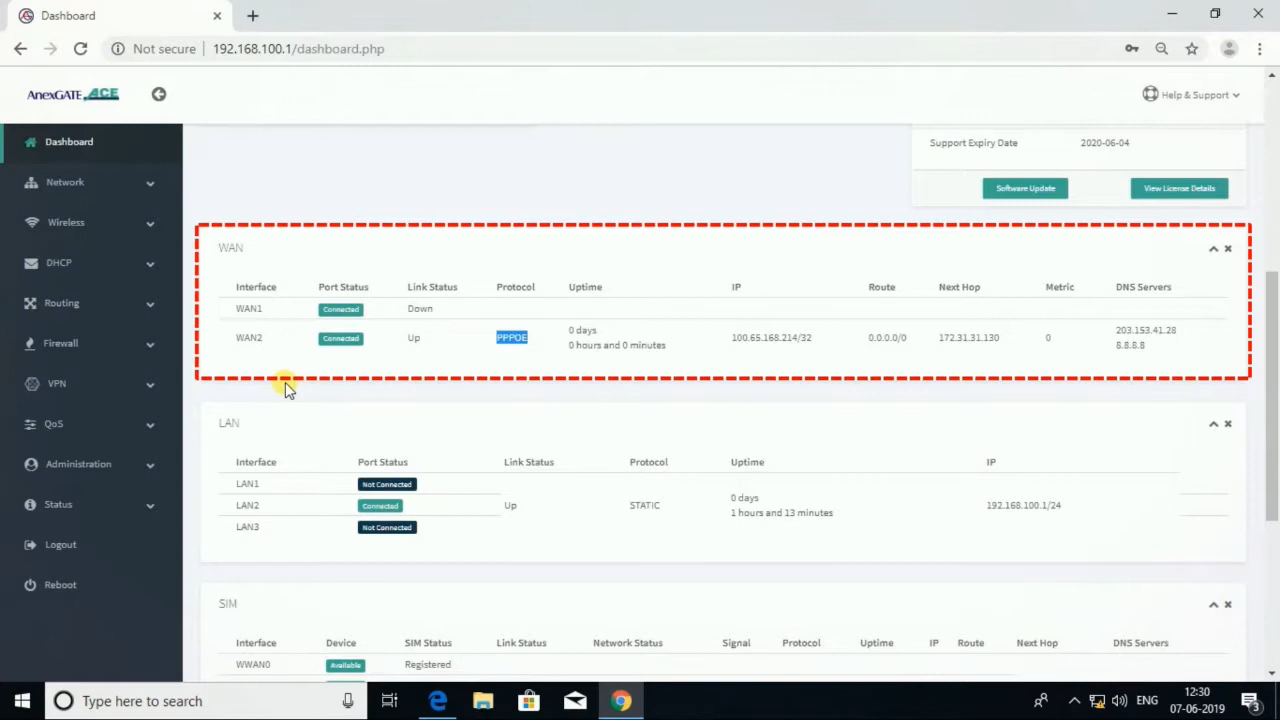 Dashboard
Not secure 192.168.100.1/dashboard.php
AnexGATE ACE
Help & Support
Dashboard
Network
Wireless
DHCP
Routing
Firewall
VPN
QoS
Administration
Status
Logout
Reboot
Support Expiry Date 2020-06-04
Software Update View License Details
WAN
Interface Port Status Link Status Protocol Uptime IP Route Next Hop Metric DNS Servers
WAN1 Connected Down
WAN2 Connected Up PPPOE 0 days 0 hours and 0 minutes 100.65.168.214/32 0.0.0.0/0 172.31.31.130 0 203.153.41.28 8.8.8.8
LAN
Interface Port Status Link Status Protocol Uptime IP
LAN1 Not Connected
LAN2 Connected Up STATIC 0 days 1 hours and 13 minutes 192.168.100.1/24
LAN3 Not Connected
SIM
Interface Device SIM Status Link Status Network Status Signal Protocol Uptime IP Route Next Hop DNS Servers
WWAN0 Available Registered
Type here to search
ENG
12:30
07-06-2019
3